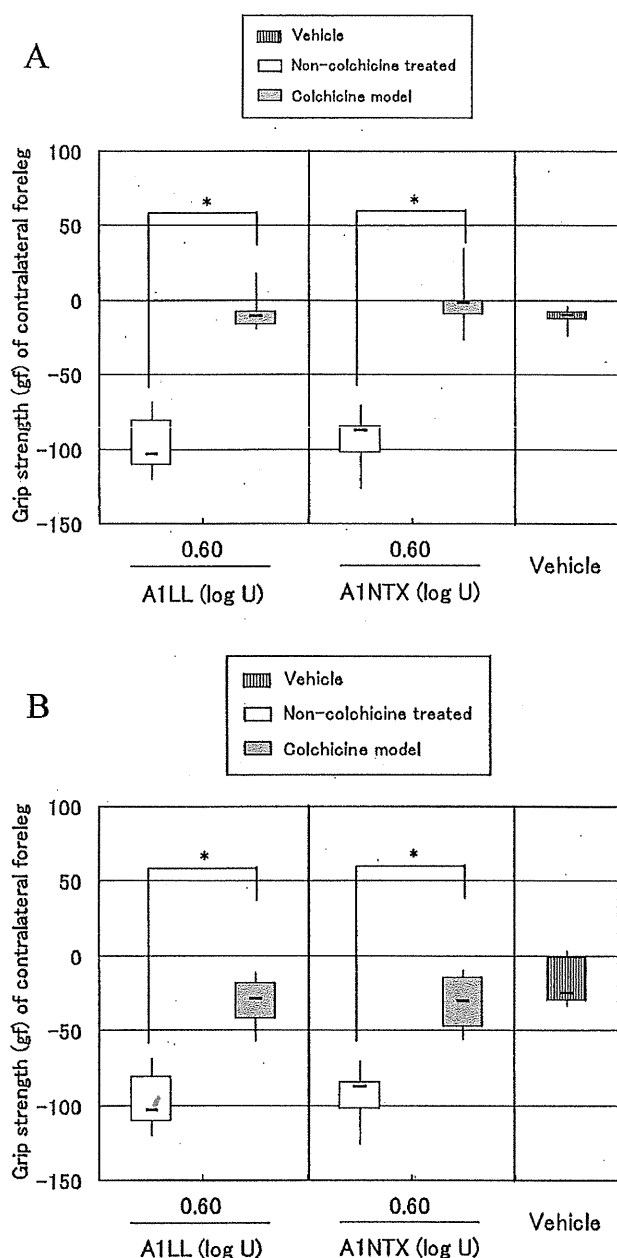 A
Vehicle
Non-colchicine treated
Colchicine model
Grip strength (gf) of contralateral foreleg
100
50
0
-50
-100
-150
*
*
0.60
0.60
A1LL (log U)
A1NTX (log U)
Vehicle
B
Vehicle
Non-colchicine treated
Colchicine model
Grip strength (gf) of contralateral foreleg
100
50
0
-50
-100
-150
*
*
0.60
0.60
A1LL (log U)
A1NTX (log U)
Vehicle